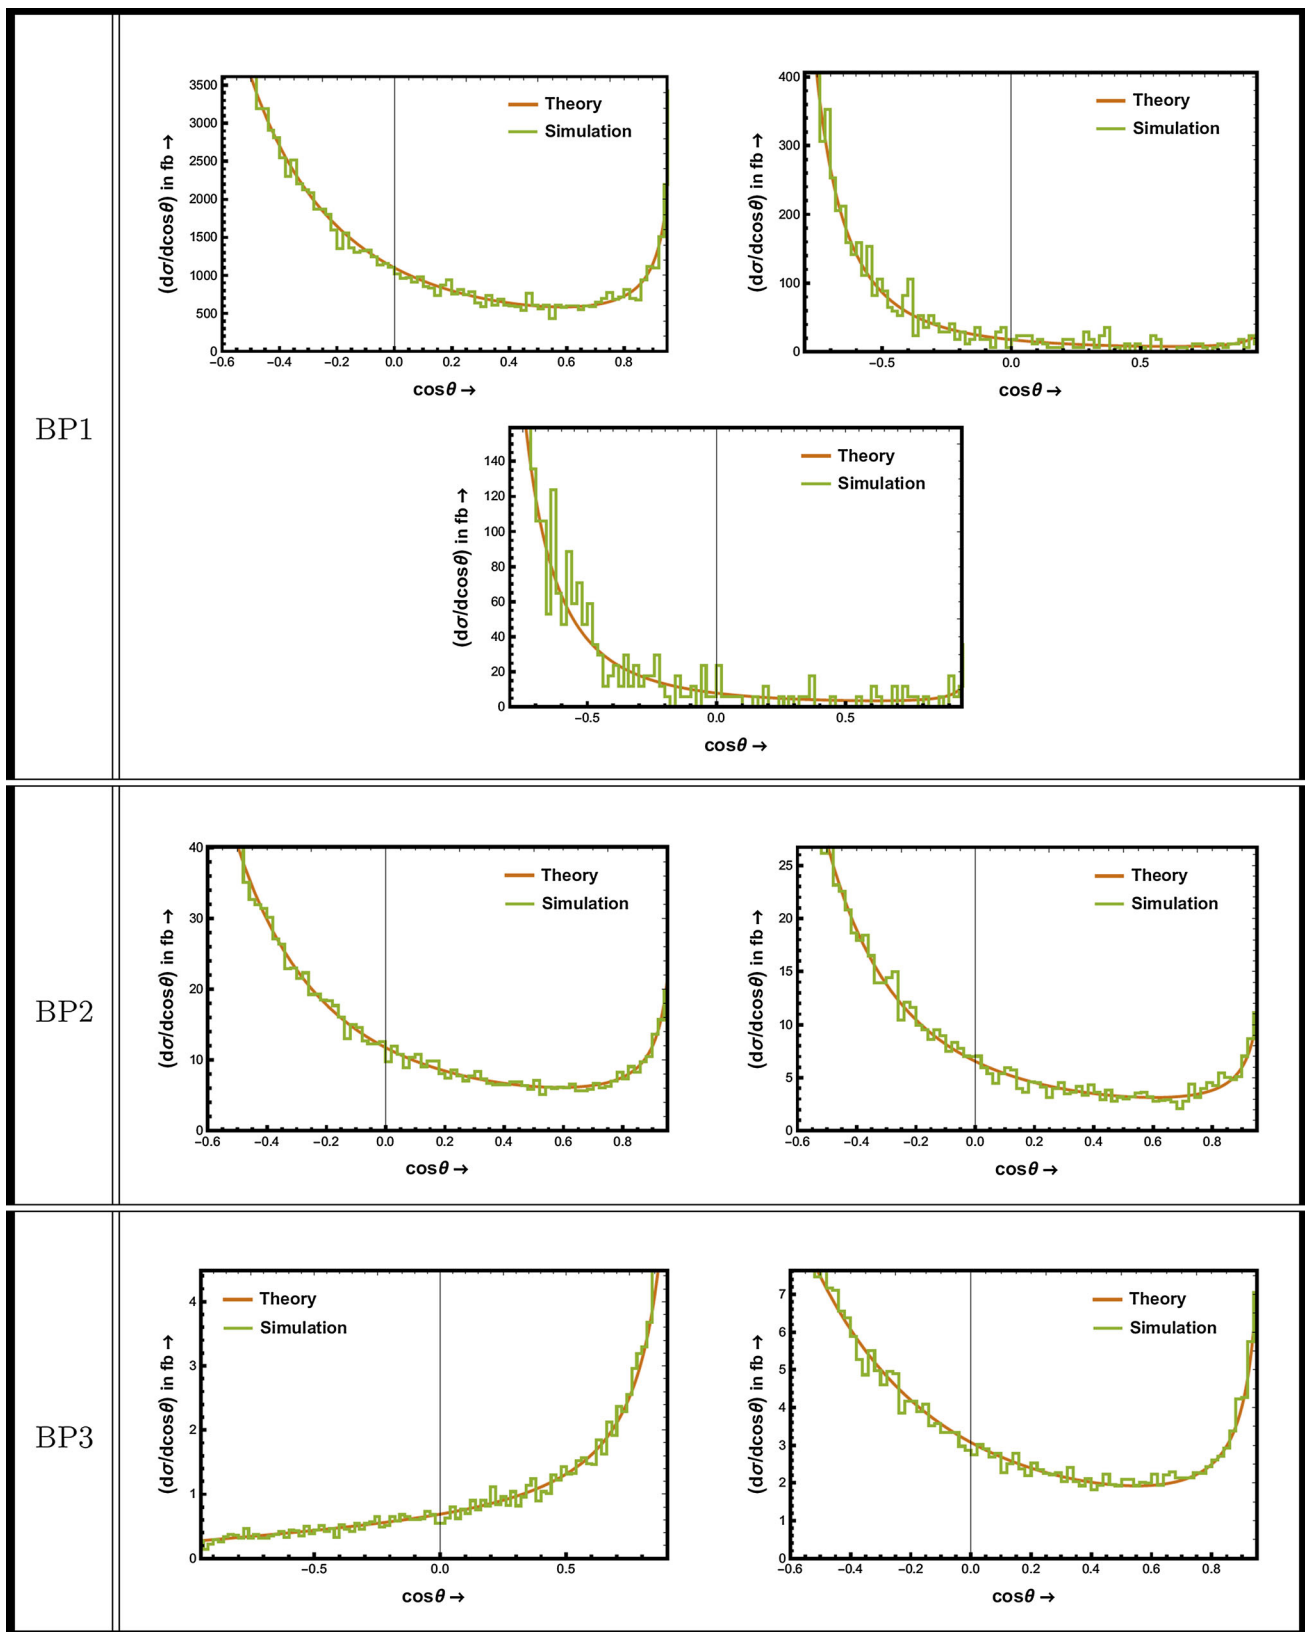 BP1
(dσ/dcosθ) in fb →
3500
3000
2500
2000
1500
1000
500
0
−0.6 −0.4 −0.2 0.0 0.2 0.4 0.6 0.8
cosθ →
Theory
Simulation
(dσ/dcosθ) in fb →
400
300
200
100
0
−0.5 0.0 0.5
cosθ →
Theory
Simulation
(dσ/dcosθ) in fb →
140
120
100
80
60
40
20
0
−0.5 0.0 0.5
cosθ →
Theory
Simulation
BP2
(dσ/dcosθ) in fb →
40
30
20
10
0
−0.6 −0.4 −0.2 0.0 0.2 0.4 0.6 0.8
cosθ →
Theory
Simulation
(dσ/dcosθ) in fb →
25
20
15
10
5
0
−0.6 −0.4 −0.2 0.0 0.2 0.4 0.6 0.8
cosθ →
Theory
Simulation
BP3
(dσ/dcosθ) in fb →
4
3
2
1
0
−0.5 0.0 0.5
cosθ →
Theory
Simulation
(dσ/dcosθ) in fb →
7
6
5
4
3
2
1
0
−0.6 −0.4 −0.2 0.0 0.2 0.4 0.6 0.8
cosθ →
Theory
Simulation